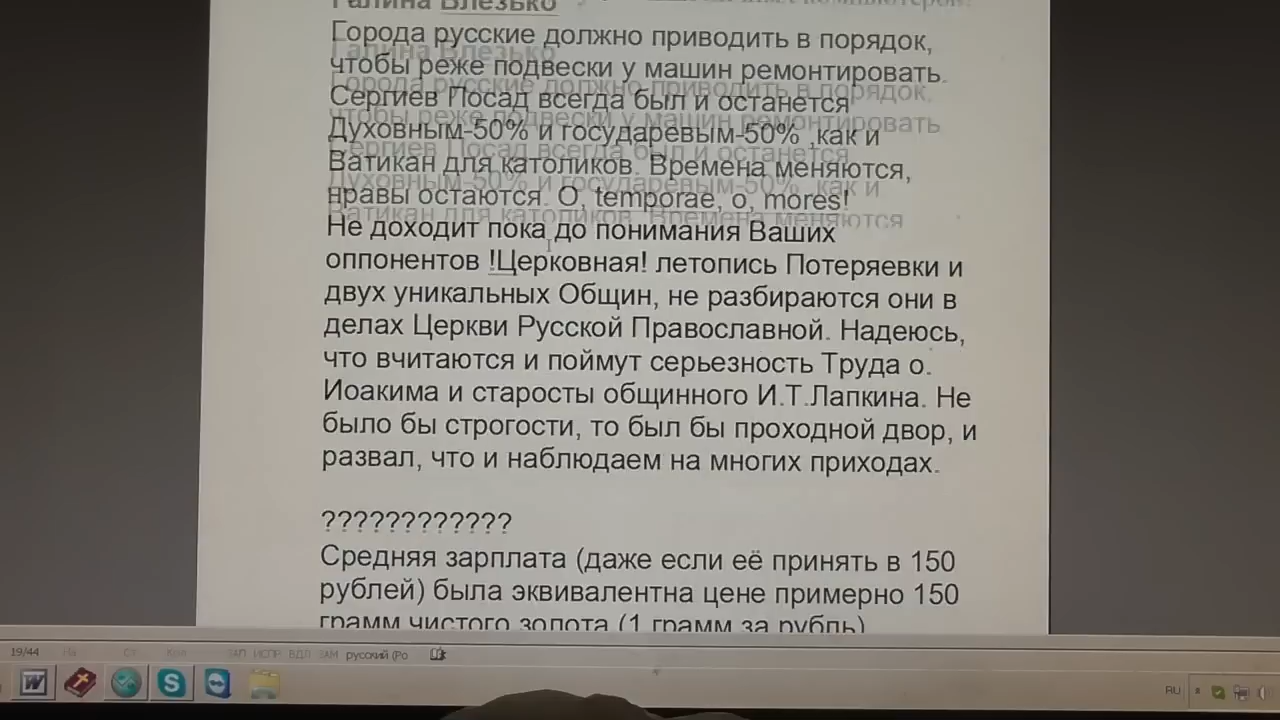 Галина Влезько
Города русские должно приводить в порядок,
чтобы реже подвески у машин ремонтировать.
Сергиев Посад всегда был и останется
Духовным-50% и государевым-50% ,как и
Ватикан для католиков. Времена меняются,
нравы остаются. O, temporae, o, mores!
Не доходит пока до понимания Ваших
оппонентов !Церковная! летопись Потеряевки и
двух уникальных Общин, не разбираются они в
делах Церкви Русской Православной. Надеюсь,
что вчитаются и поймут серьезность Труда о.
Иоакима и старосты общинного И.Т.Лапкина. Не
было бы строгости, то был бы проходной двор, и
развал, что и наблюдаем на многих приходах.
????????????
Средняя зарплата (даже если её принять в 150
рублей) была эквивалентна цене примерно 150
грамм чистого золота (1 грамм за рубль)
19/44 ЗАП ИСПР ВДЛ ЗАМ русский (Ро
RU